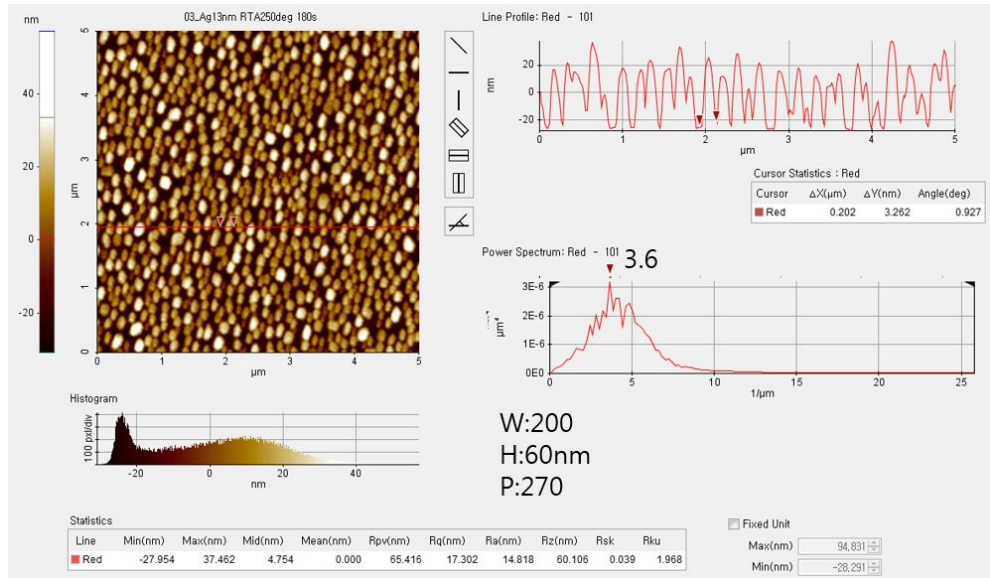 03_Ag13nm RTA250deg 180s
nm
40
20
0
-20
5
4
3
2
1
0
µm
0 1 2 3 4 5
µm
Line Profile: Red - 101
nm
20
0
-20
0 1 2 3 4 5
µm
Cursor Statistics : Red
Cursor ΔX(µm) ΔY(nm) Angle(deg)
Red 0.202 3.262 0.927
Power Spectrum: Red - 101 3.6
µm⁴
3E-6
2E-6
1E-6
0E0
0 5 10 15 20 25
1/µm
Histogram
100 pxl/div
-20 0 20 40
nm
W:200
H:60nm
P:270
Statistics
Line Min(nm) Max(nm) Mid(nm) Mean(nm) Rpv(nm) Rq(nm) Ra(nm) Rz(nm) Rsk Rku
Red -27.954 37.462 4.754 0.000 65.416 17.302 14.818 60.106 0.039 1.968
Fixed Unit
Max(nm) 94,831
Min(nm) -28,291